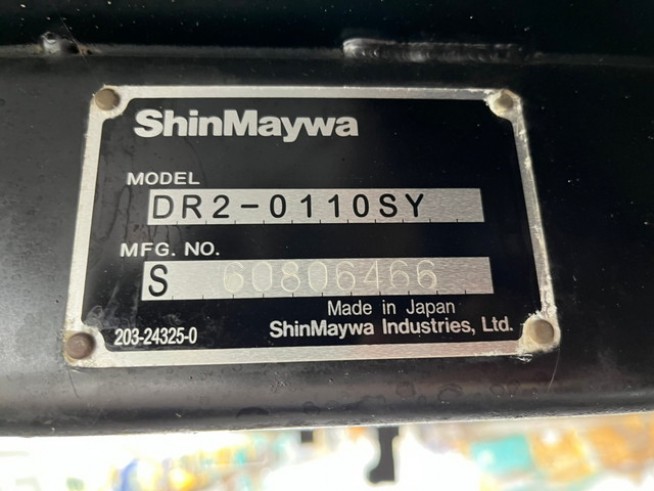 ShinMaywa
MODEL
DR2-0110SY
MFG. NO.
S 60806466
Made in Japan
203-24325-0 ShinMaywa Industries, Ltd.